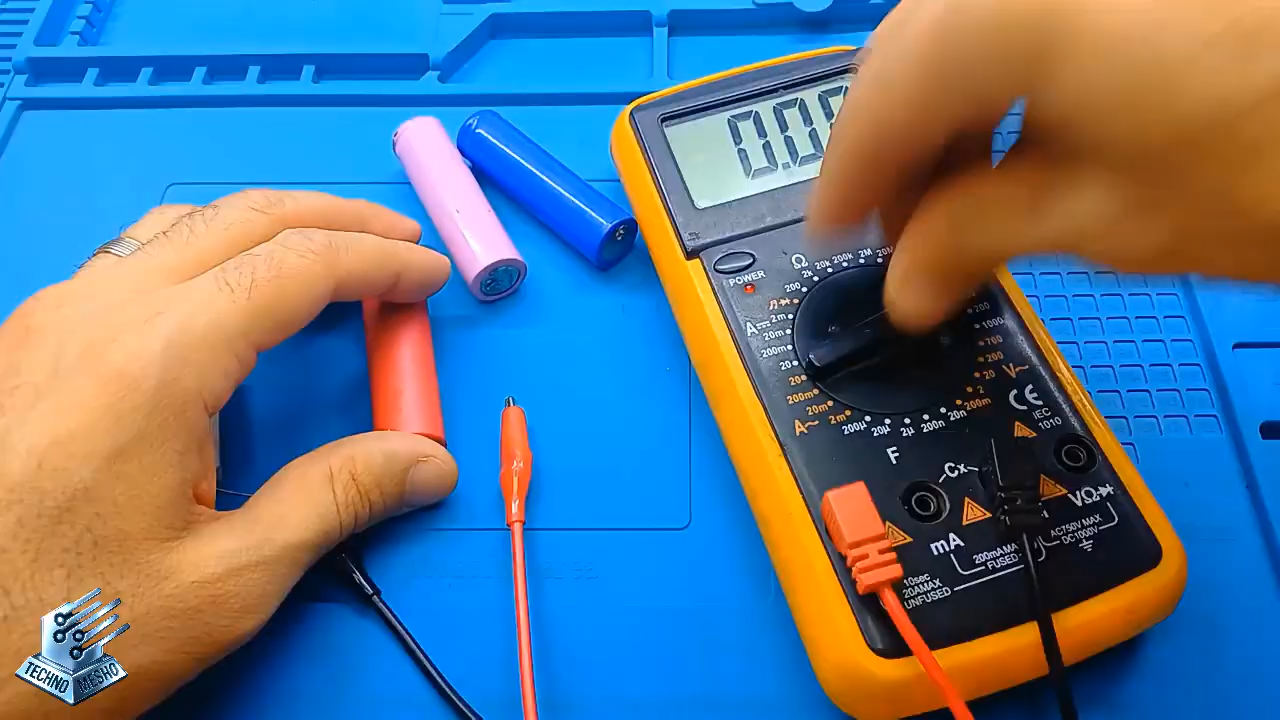 0.0
POWER
Ω
2k
20k
200k
2M
20M
200
A⎓
2m
20m
200m
20
20
200m
20m
2m
A~
200µ
20µ
2µ
200n
20n
200m
2
20
200
700
1000
200
V~
F
Cx
CE
IEC
1010
mA
VΩ
200mA MAX
FUSED
10sec
20A MAX
UNFUSED
AC750V MAX
DC1000V
TECHNO